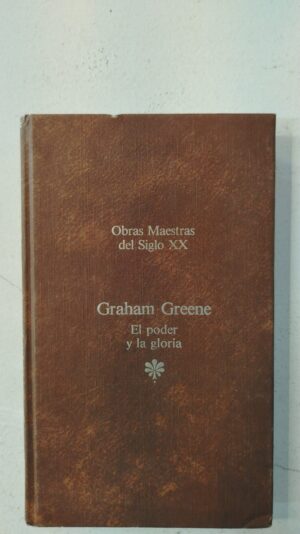 Obras Maestras
del Siglo XX
Graham Greene
El poder
y la gloria